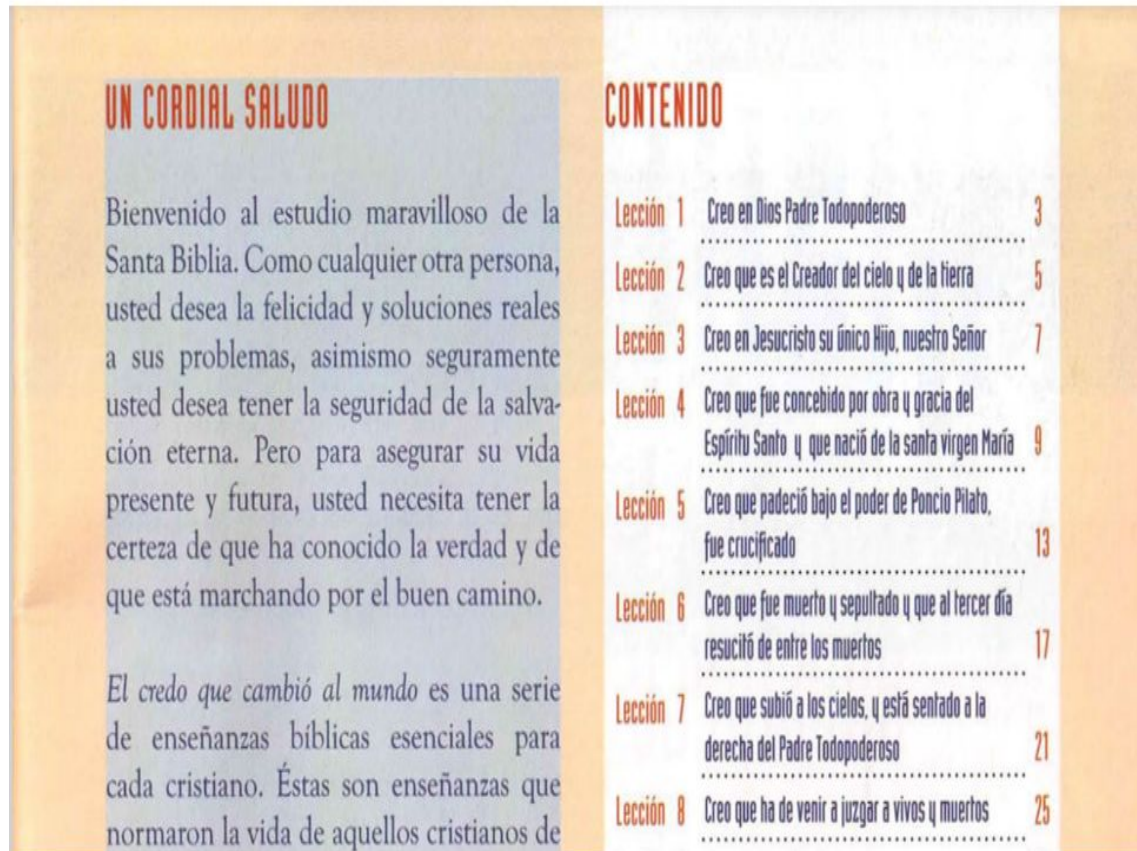 UN CORDIAL SALUDO
Bienvenido al estudio maravilloso de la
Santa Biblia. Como cualquier otra persona,
usted desea la felicidad y soluciones reales
a sus problemas, asimismo seguramente
usted desea tener la seguridad de la salva-
ción eterna. Pero para asegurar su vida
presente y futura, usted necesita tener la
certeza de que ha conocido la verdad y de
que está marchando por el buen camino.
El credo que cambió al mundo es una serie
de enseñanzas bíblicas esenciales para
cada cristiano. Éstas son enseñanzas que
normaron la vida de aquellos cristianos de
CONTENIDO
Lección 1 Creo en Dios Padre Todopoderoso 3
Lección 2 Creo que es el Creador del cielo y de la tierra 5
Lección 3 Creo en Jesucristo su único Hijo, nuestro Señor 7
Lección 4 Creo que fue concebido por obra y gracia del
Espíritu Santo y que nació de la santa virgen María 9
Lección 5 Creo que padeció bajo el poder de Poncio Pilato,
fue crucificado 13
Lección 6 Creo que fue muerto y sepultado y que al tercer día
resucitó de entre los muertos 17
Lección 7 Creo que subió a los cielos, y está sentado a la
derecha del Padre Todopoderoso 21
Lección 8 Creo que ha de venir a juzgar a vivos y muertos 25